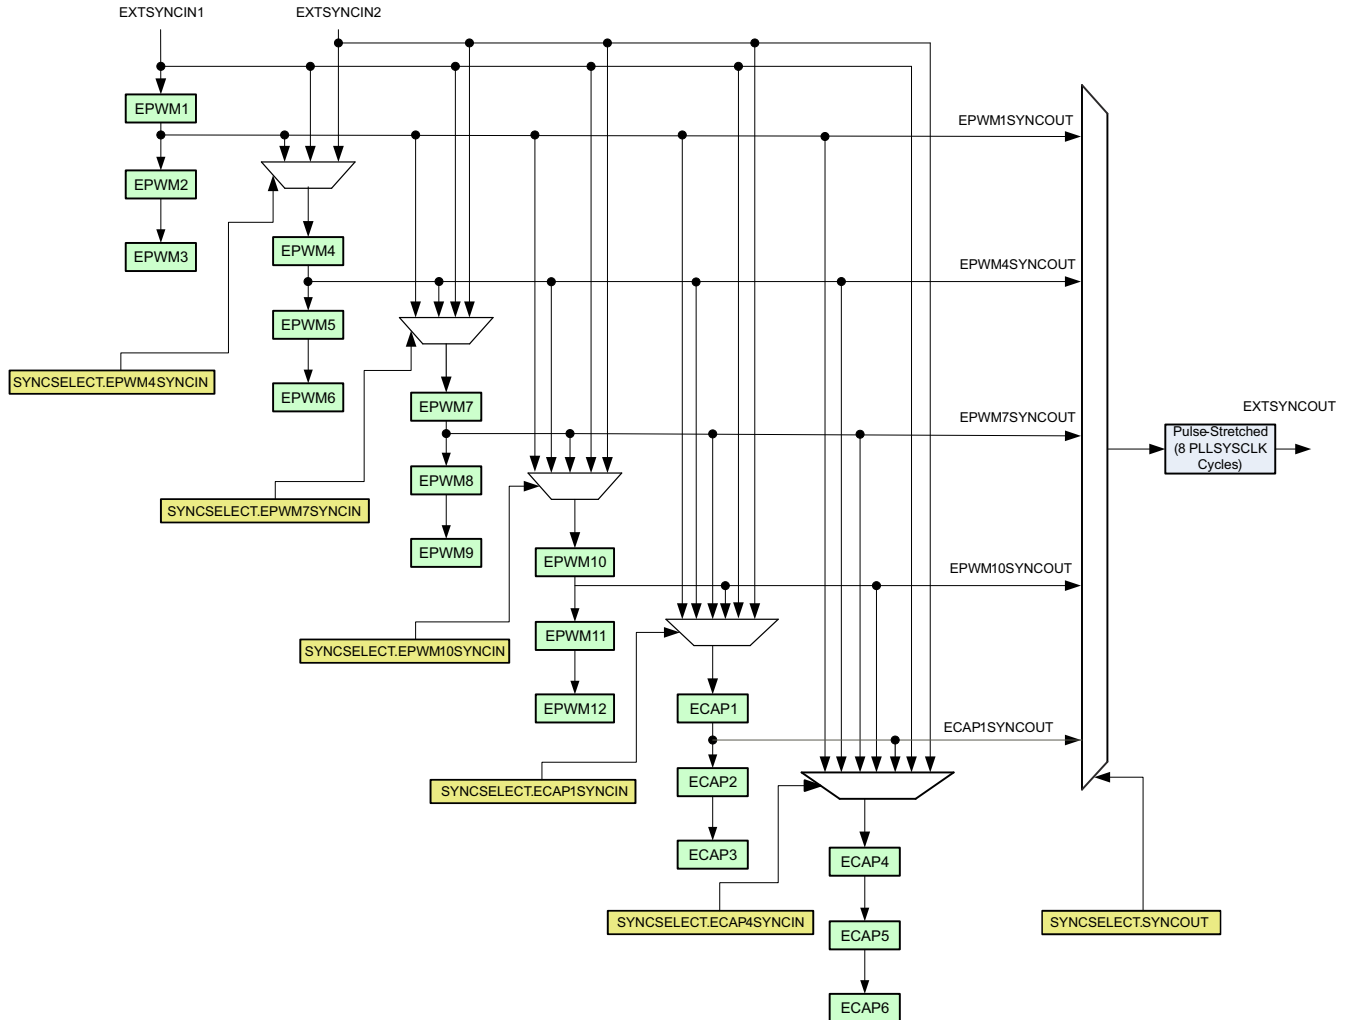 EXTSYNCIN1
EXTSYNCIN2
EPWM1
EPWM1SYNCOUT
EPWM2
EPWM3
EPWM4
EPWM4SYNCOUT
EPWM5
SYNCSELECT.EPWM4SYNCIN
EPWM6
EPWM7
EPWM7SYNCOUT
EXTSYNCOUT
Pulse-Stretched
(8 PLLSYSCLK
Cycles)
EPWM8
SYNCSELECT.EPWM7SYNCIN
EPWM9
EPWM10
EPWM10SYNCOUT
EPWM11
SYNCSELECT.EPWM10SYNCIN
EPWM12
ECAP1
ECAP1SYNCOUT
ECAP2
SYNCSELECT.ECAP1SYNCIN
ECAP3
ECAP4
SYNCSELECT.ECAP4SYNCIN
SYNCSELECT.SYNCOUT
ECAP5
ECAP6